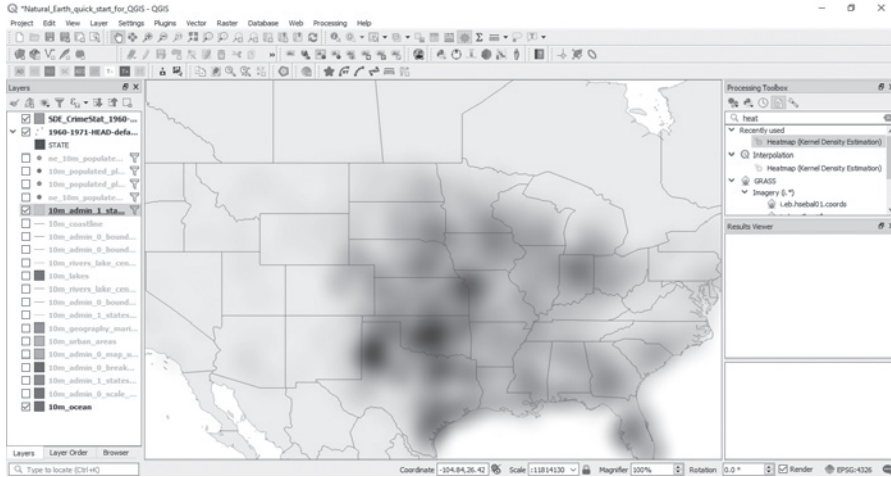 *Natural_Earth_quick_start_for_QGIS - QGIS
Project Edit View Layer Settings Plugins Vector Raster Database Web Processing Help
Layers
SDE_CrimeStat_1960-...
1960-1971-HEAD-defa...
STATE
ne_10m_populate...
10m_populated_pl...
10m_populated_pl...
ne_10m_populate...
10m_admin_1_sta...
10m_coastline
10m_admin_0_bound...
10m_admin_0_bound...
10m_rivers_lake_cen...
10m_lakes
10m_rivers_lake_cen...
10m_admin_0_bound...
10m_admin_1_states...
10m_geography_mari...
10m_urban_areas
10m_admin_0_map_u...
10m_admin_0_break...
10m_admin_1_states...
10m_admin_0_scale_...
10m_ocean
Layers Layer Order Browser
Processing Toolbox
heat
Recently used
Heatmap (Kernel Density Estimation)
Interpolation
Heatmap (Kernel Density Estimation)
GRASS
Imagery (i.*)
i.eb.hsebal01.coords
Results Viewer
Type to locate (Ctrl+K)
Coordinate -104.84,26.42 Scale :11814130 Magnifier 100% Rotation 0.0 ° Render EPSG:4326